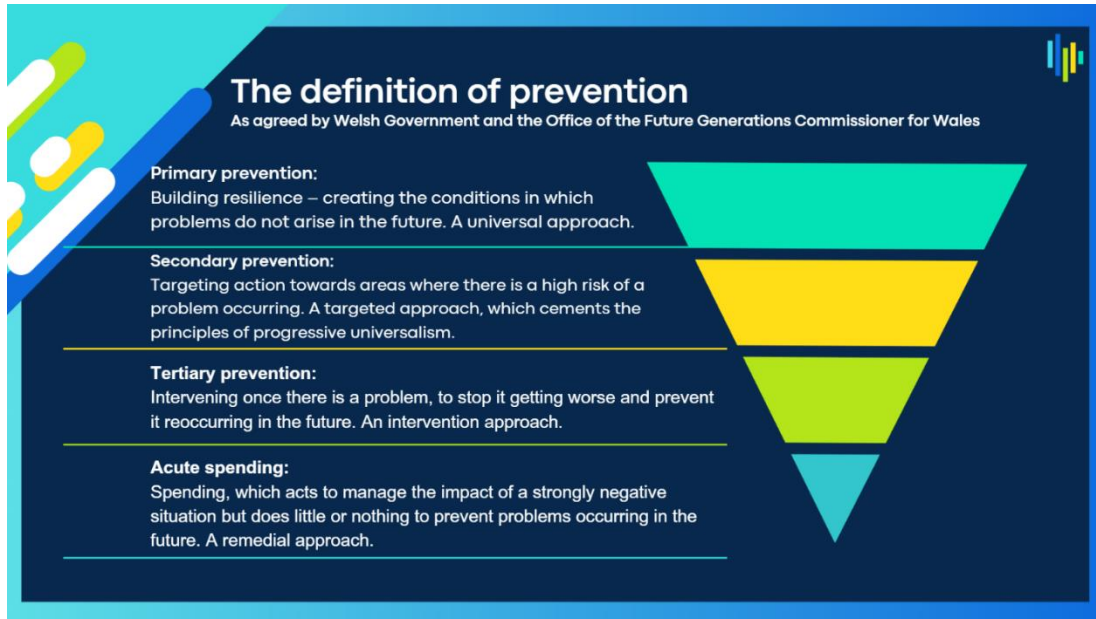 The definition of prevention
As agreed by Welsh Government and the Office of the Future Generations Commissioner for Wales
Primary prevention:
Building resilience – creating the conditions in which
problems do not arise in the future. A universal approach.
Secondary prevention:
Targeting action towards areas where there is a high risk of a
problem occurring. A targeted approach, which cements the
principles of progressive universalism.
Tertiary prevention:
Intervening once there is a problem, to stop it getting worse and prevent
it reoccurring in the future. An intervention approach.
Acute spending:
Spending, which acts to manage the impact of a strongly negative
situation but does little or nothing to prevent problems occurring in the
future. A remedial approach.